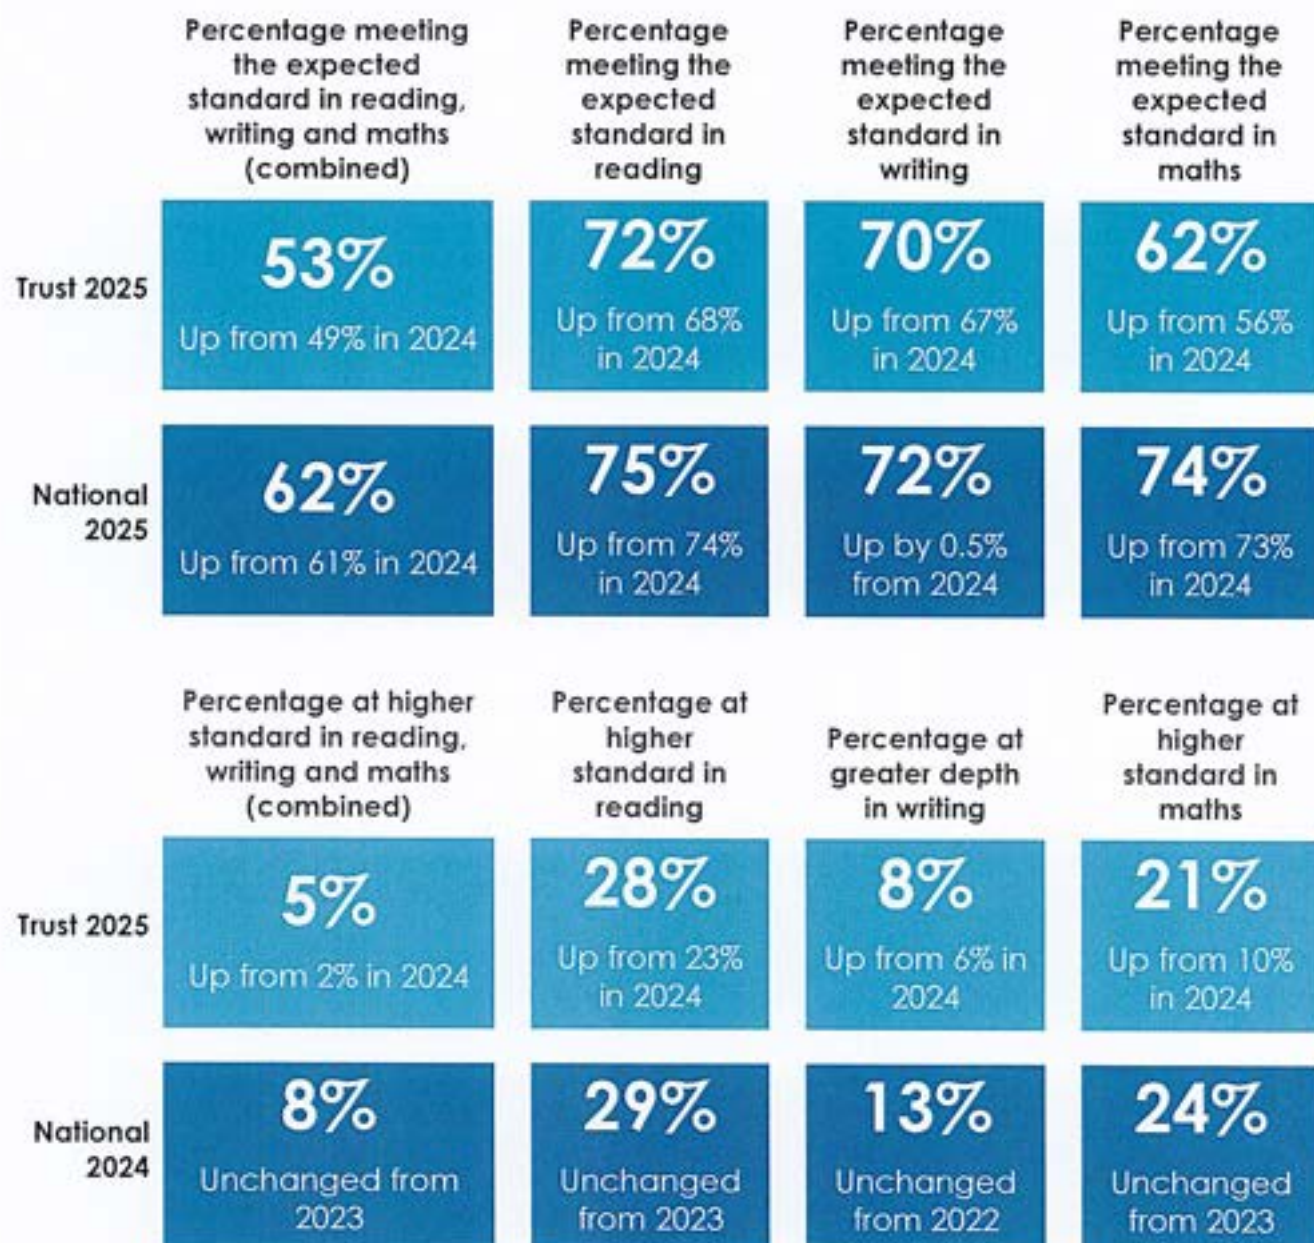 Percentage meeting
the expected
standard in reading,
writing and maths
(combined)
Percentage
meeting the
expected
standard in
reading
Percentage
meeting the
expected
standard in
writing
Percentage
meeting the
expected
standard in
maths
Trust 2025
53%
Up from 49% in 2024
72%
Up from 68%
in 2024
70%
Up from 67%
in 2024
62%
Up from 56%
in 2024
National
2025
62%
Up from 61% in 2024
75%
Up from 74%
in 2024
72%
Up by 0.5%
from 2024
74%
Up from 73%
in 2024
Percentage at higher
standard in reading,
writing and maths
(combined)
Percentage at
higher
standard in
reading
Percentage at
greater depth
in writing
Percentage at
higher
standard in
maths
Trust 2025
5%
Up from 2% in 2024
28%
Up from 23%
in 2024
8%
Up from 6% in
2024
21%
Up from 10%
in 2024
National
2024
8%
Unchanged from
2023
29%
Unchanged
from 2023
13%
Unchanged
from 2022
24%
Unchanged
from 2023